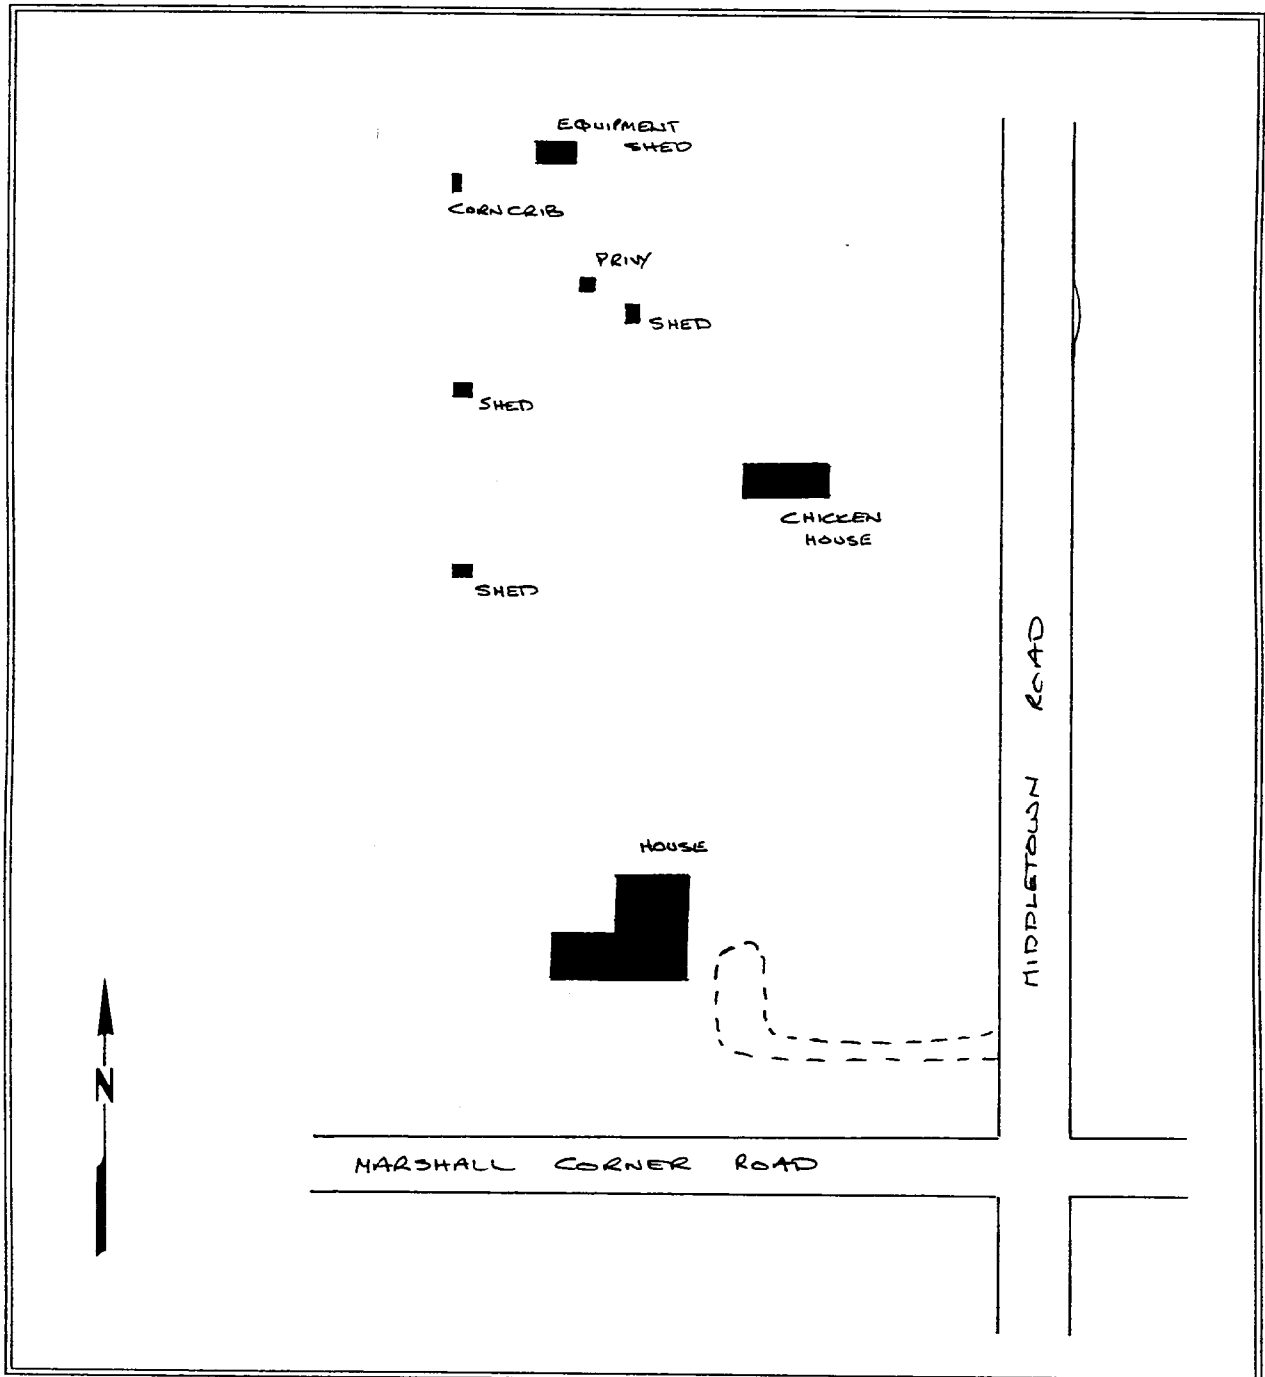 EQUIPMENT
SHED
CORNCRIB
PRIVY
SHED
SHED
CHICKEN
HOUSE
SHED
MIDDLETOWN ROAD
HOUSE
N
MARSHALL CORNER ROAD